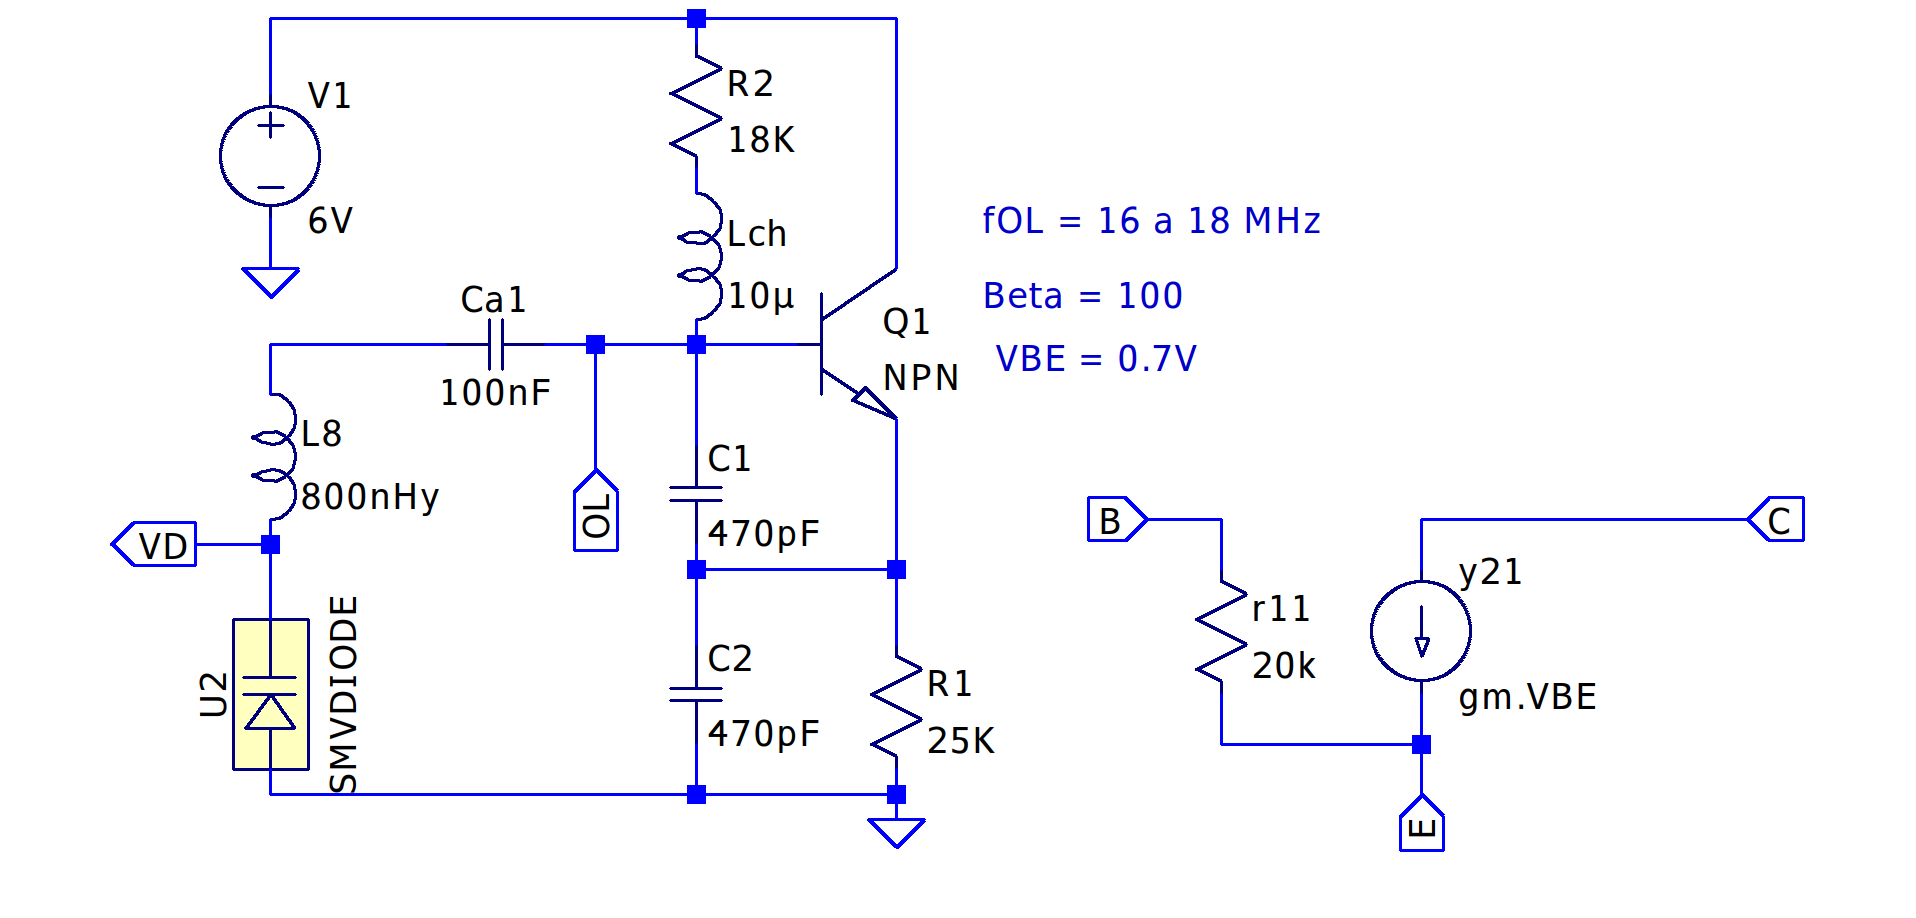 V1
6V
R2
18K
Lch
10µ
fOL = 16 a 18 MHz
Beta = 100
VBE = 0.7V
Ca1
100nF
Q1
NPN
L8
800nHy
OL
C1
470pF
VD
B
C
y21
r11
20k
gm.VBE
U2
SMVDIODE
C2
470pF
R1
25K
E